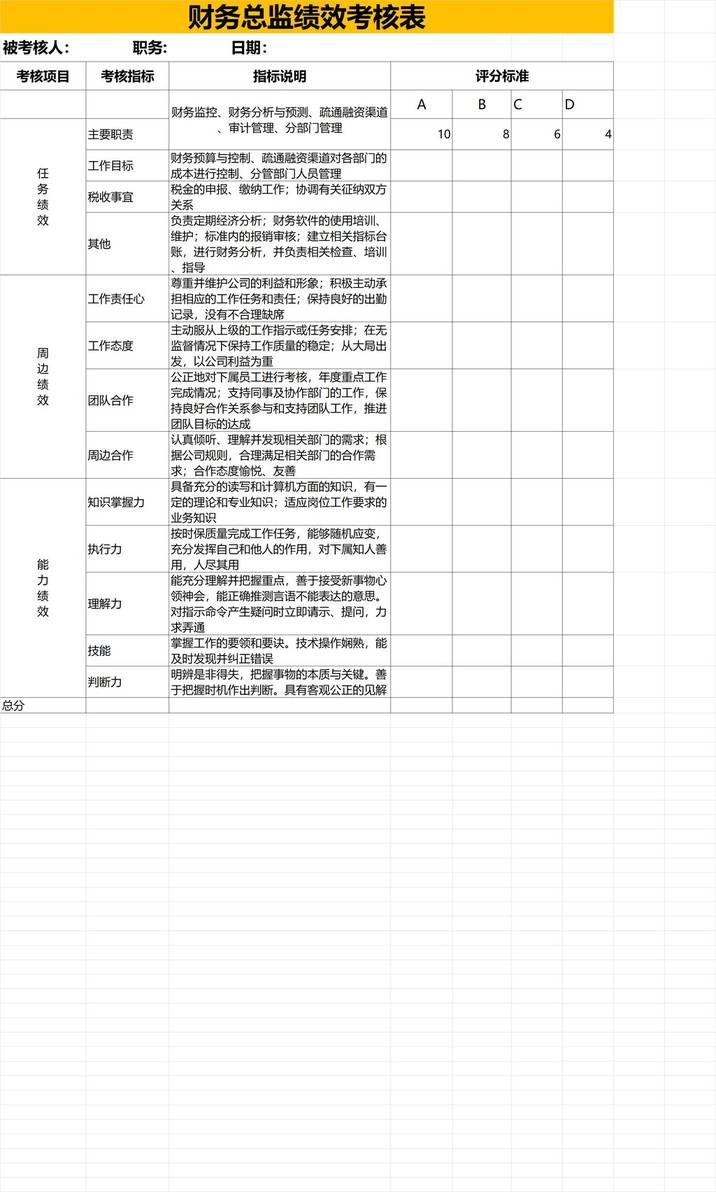 财务总监绩效考核表
被考核人： 职务: 日期：
考核项目 考核指标 指标说明 评分标准
A B C D
财务监控、财务分析与预测、疏通融资渠道
、审计管理、分部门管理
主要职责 10 8 6 4
任务绩效
工作目标
财务预算与控制、疏通融资渠道对各部门的
成本进行控制、分管部门人员管理
税收事宜
税金的申报、缴纳工作；协调有关征纳双方
关系
其他
负责定期经济分析；财务软件的使用培训、
维护；标准内的报销审核；建立相关指标台
账，进行财务分析，并负责相关检查、培训
、指导
周边绩效
工作责任心
尊重并维护公司的利益和形象；积极主动承
担相应的工作任务和责任；保持良好的出勤
记录，没有不合理缺席
工作态度
主动服从上级的工作指示或任务安排；在无
监督情况下保持工作质量的稳定；从大局出
发，以公司利益为重
团队合作
公正地对下属员工进行考核，年度重点工作
完成情况；支持同事及协作部门的工作，保
持良好合作关系参与和支持团队工作，推进
团队目标的达成
周边合作
认真倾听、理解并发现相关部门的需求；根
据公司规则，合理满足相关部门的合作需
求；合作态度愉悦、友善
能力绩效
知识掌握力
具备充分的读写和计算机方面的知识，有一
定的理论和专业知识；适应岗位工作要求的
业务知识
执行力
按时保质量完成工作任务，能够随机应变，
充分发挥自己和他人的作用，对下属知人善
用，人尽其用
理解力
能充分理解并把握重点，善于接受新事物心
领神会，能正确推测言语不能表达的意思。
对指示命令产生疑问时立即请示、提问，力
求弄通
技能
掌握工作的要领和要诀。技术操作娴熟，能
及时发现并纠正错误
判断力
明辨是非得失，把握事物的本质与关键。善
于把握时机作出判断。具有客观公正的见解
总分